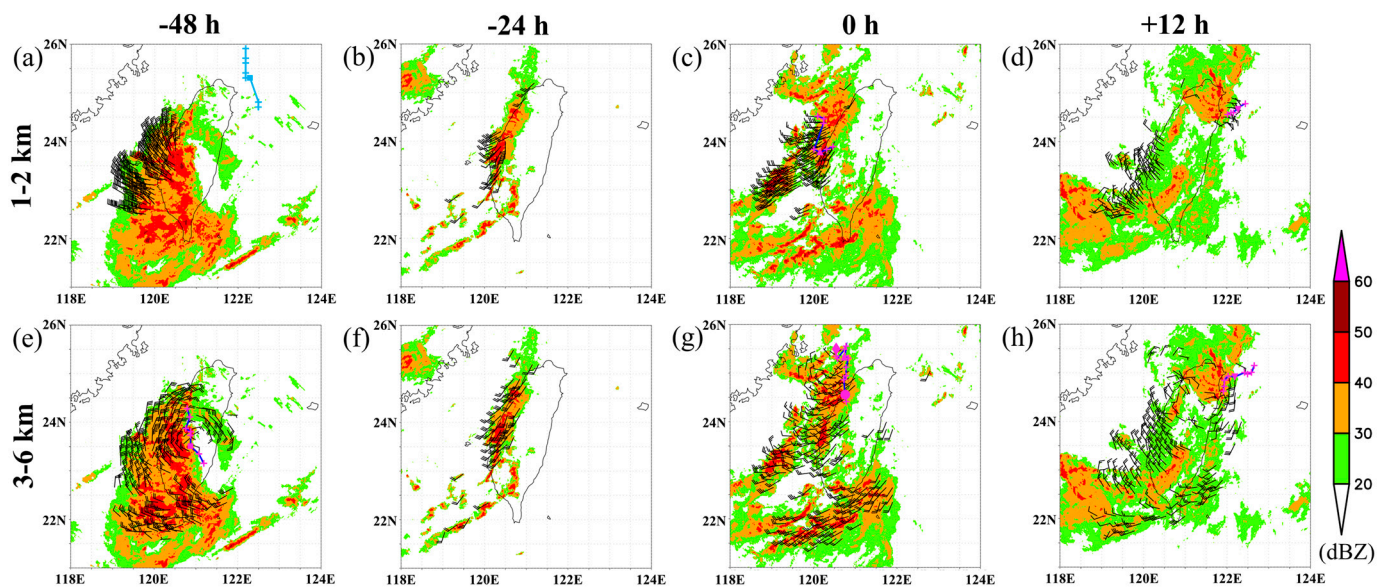 -48 h -24 h 0 h +12 h
1-2 km
(a) (b) (c) (d)
26N 26N 26N 26N
24N 24N 24N 24N
22N 22N 22N 22N
118E 120E 122E 124E 118E 120E 122E 124E 118E 120E 122E 124E 118E 120E 122E 124E
3-6 km
(e) (f) (g) (h)
26N 26N 26N 26N
24N 24N 24N 24N
22N 22N 22N 22N
118E 120E 122E 124E 118E 120E 122E 124E 118E 120E 122E 124E 118E 120E 122E 124E
60
50
40
30
20
(dBZ)